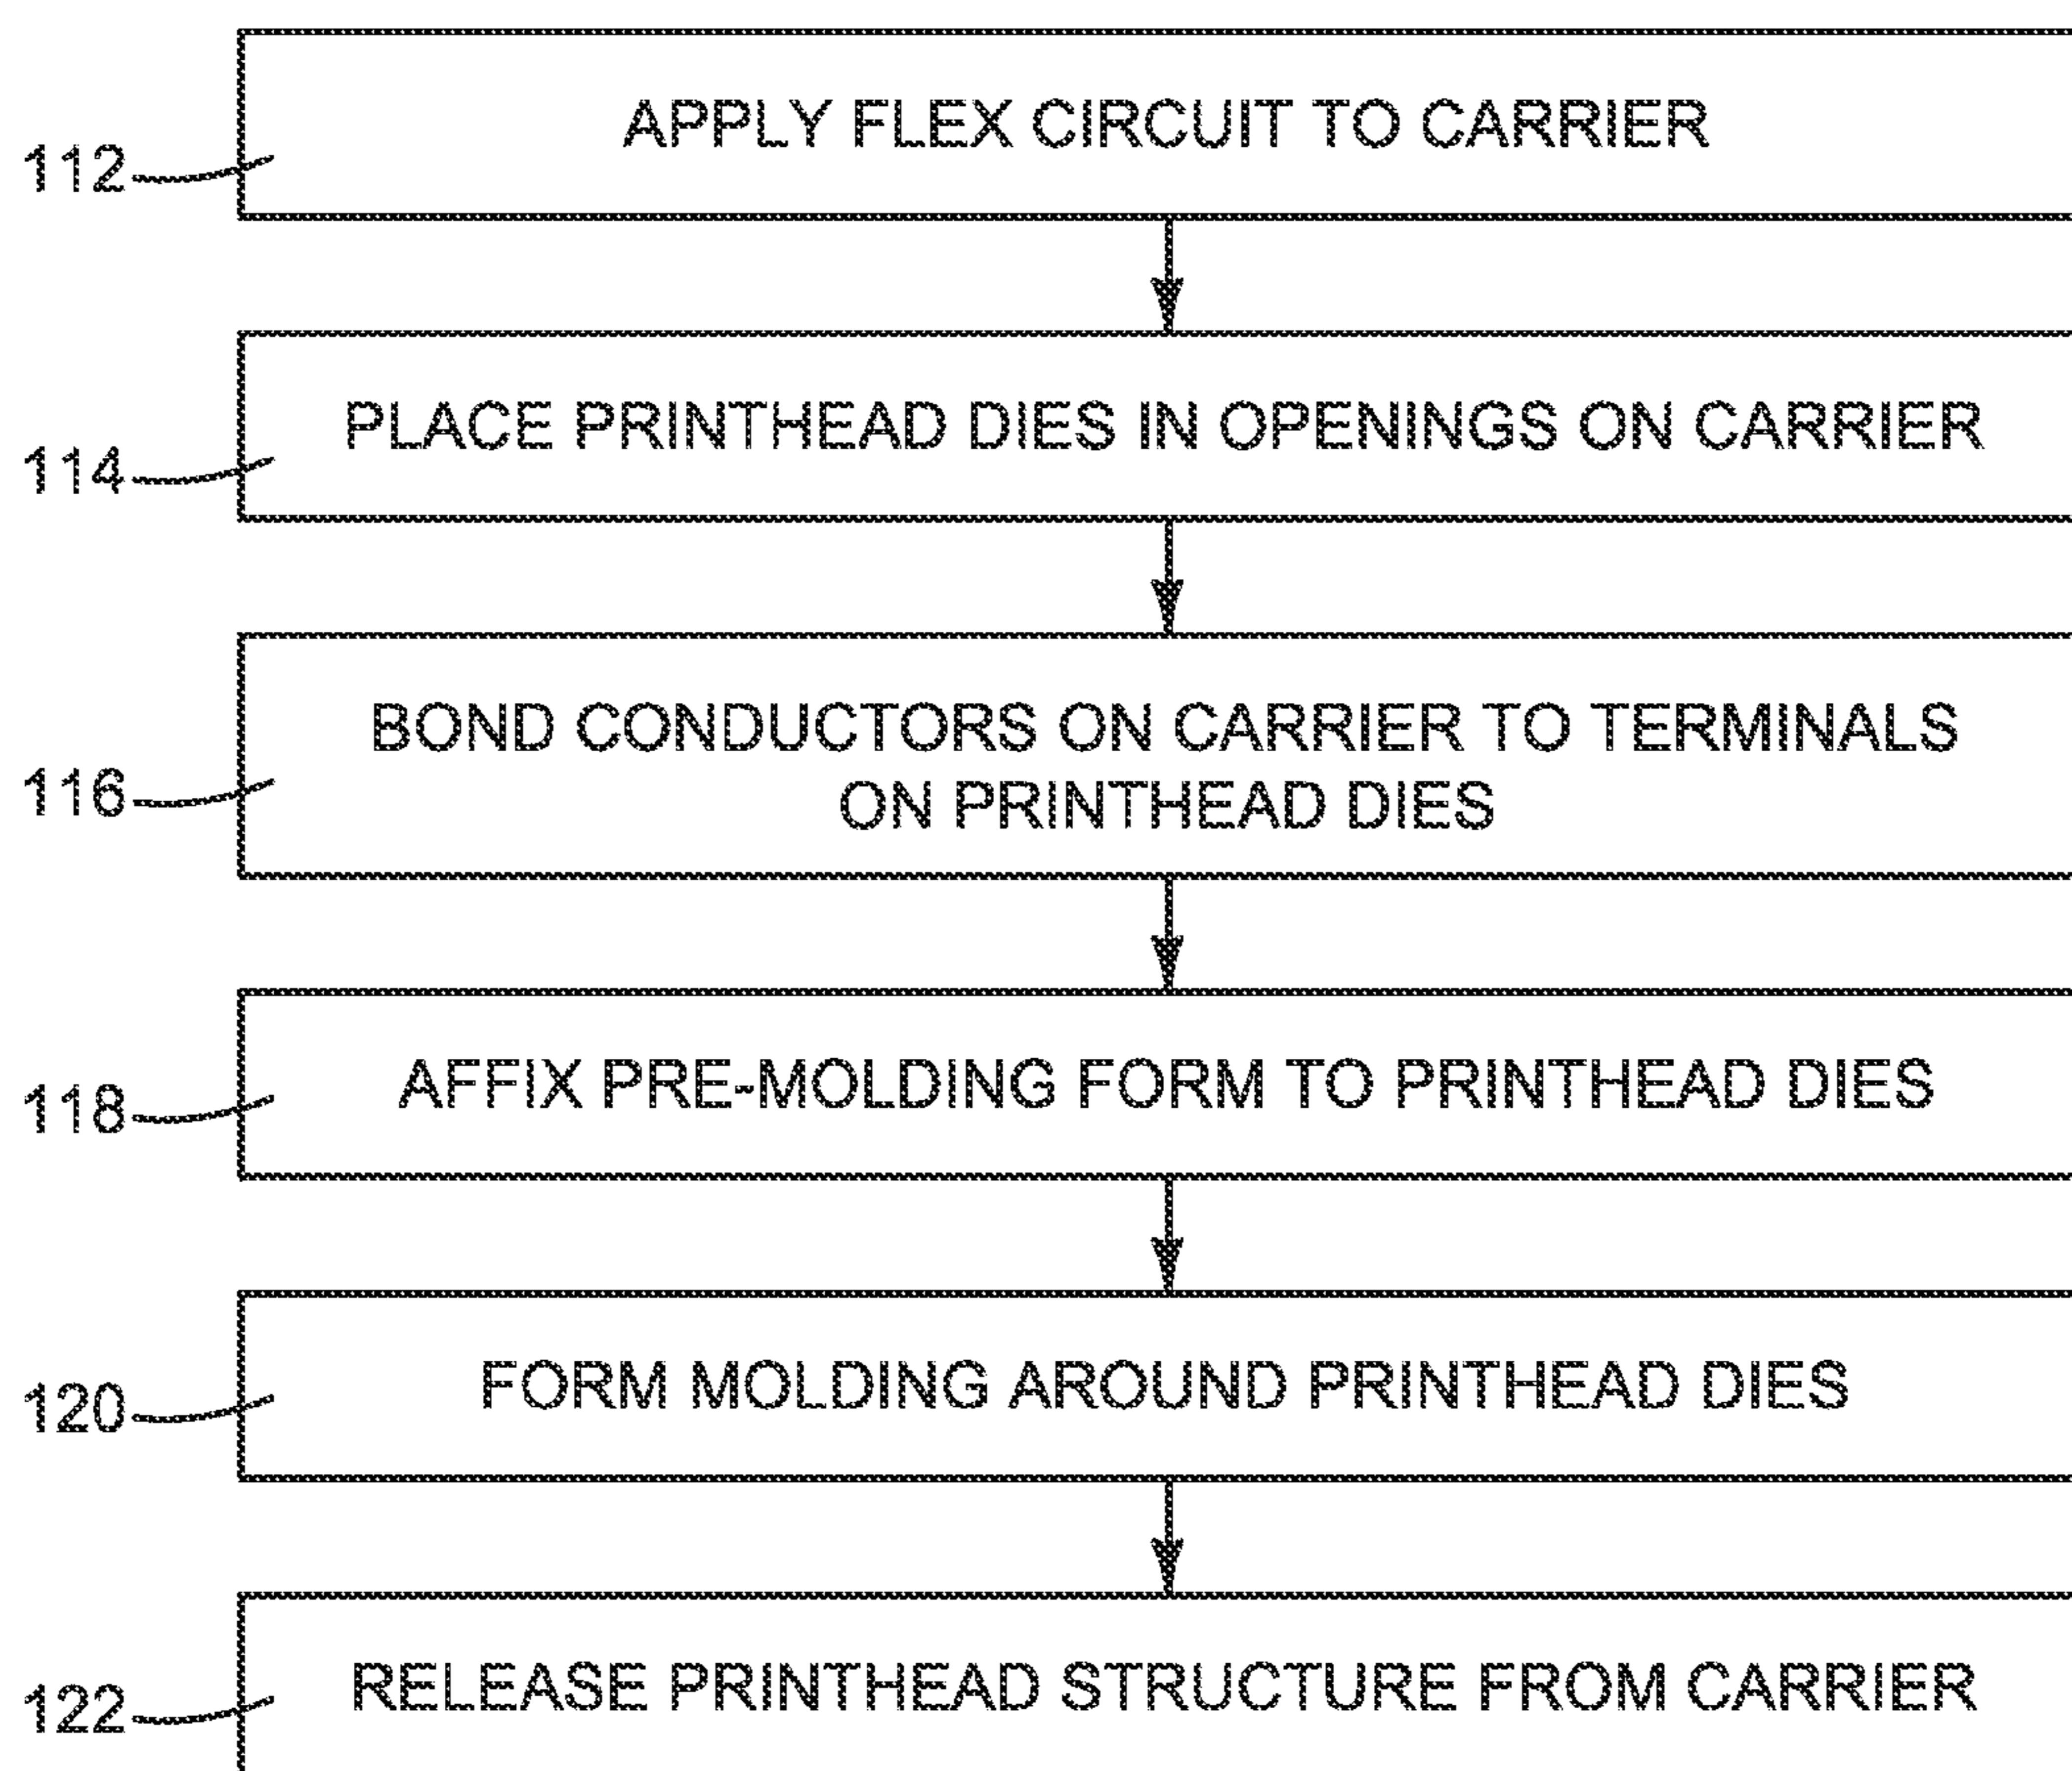 112
APPLY FLEX CIRCUIT TO CARRIER
114
PLACE PRINTHEAD DIES IN OPENINGS ON CARRIER
116
BOND CONDUCTORS ON CARRIER TO TERMINALS
ON PRINTHEAD DIES
118
AFFIX PRE-MOLDING FORM TO PRINTHEAD DIES
120
FORM MOLDING AROUND PRINTHEAD DIES
122
RELEASE PRINTHEAD STRUCTURE FROM CARRIER